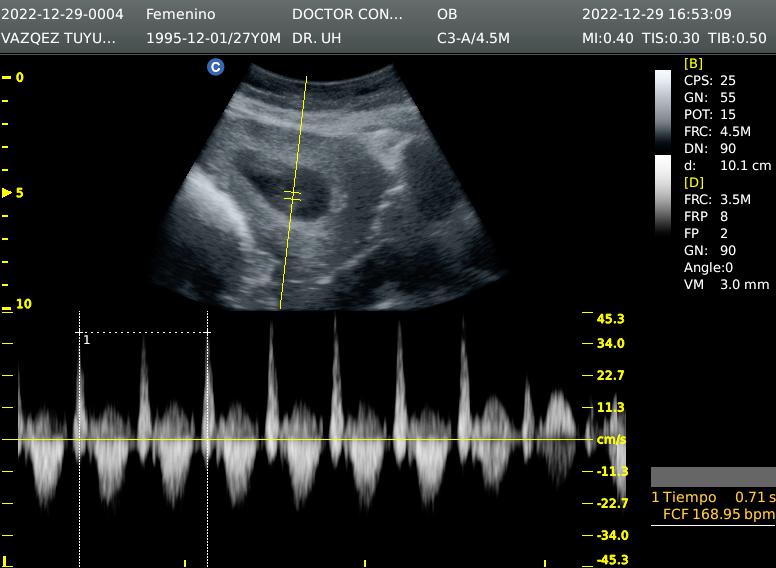 2022-12-29-0004 Femenino DOCTOR CON... OB 2022-12-29 16:53:09
VAZQEZ TUYU... 1995-12-01/27Y0M DR. UH C3-A/4.5M MI:0.40 TIS:0.30 TIB:0.50
C
0
5
10
[B]
CPS: 25
GN: 55
POT: 15
FRC: 4.5M
DN: 90
d: 10.1 cm
[D]
FRC: 3.5M
FRP 8
FP 2
GN: 90
Angle:0
VM 3.0 mm
1
45.3
34.0
22.7
11.3
cm/s
-11.3
-22.7
-34.0
-45.3
1 Tiempo 0.71 s
FCF 168.95 bpm